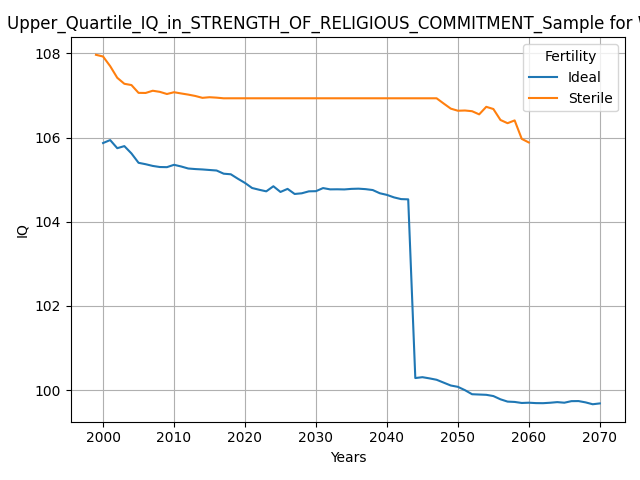 Upper_Quartile_IQ_in_STRENGTH_OF_RELIGIOUS_COMMITMENT_Sample for
Fertility
Ideal
Sterile
108
106
104
102
100
IQ
2000 2010 2020 2030 2040 2050 2060 2070
Years